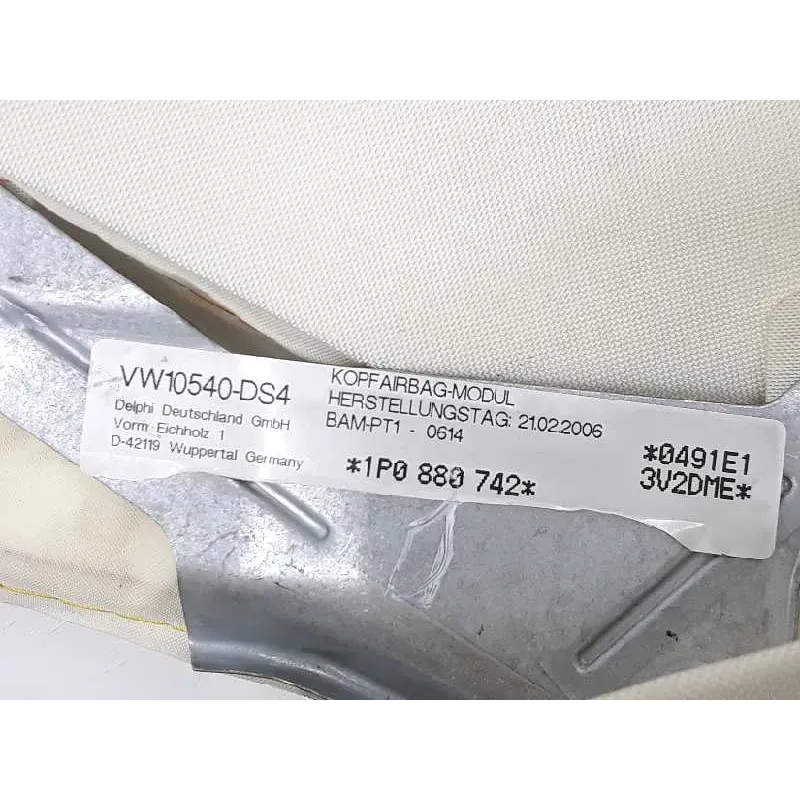 VW10540-DS4
Delphi Deutschland GmbH
Vorm Eichholz 1
D-42119 Wuppertal Germany
KOPFAIRBAG-MODUL
HERSTELLUNGSTAG: 21.02.2006
BAM-PT1 - 0614
*1P0 880 742*
*0491E1
3V2DME*